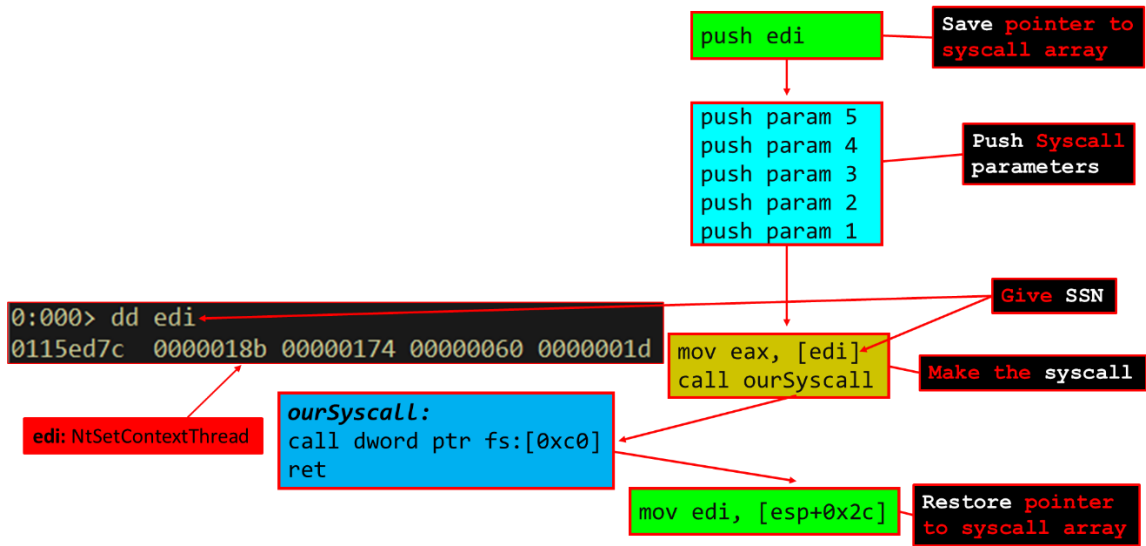 push edi
Save pointer to
syscall array
push param 5
push param 4
push param 3
push param 2
push param 1
Push Syscall
parameters
Give SSN
0:000> dd edi
0115ed7c  0000018b 00000174 00000060 0000001d
mov eax, [edi]
call ourSyscall
Make the syscall
edi: NtSetContextThread
ourSyscall:
call dword ptr fs:[0xc0]
ret
mov edi, [esp+0x2c]
Restore pointer
to syscall array